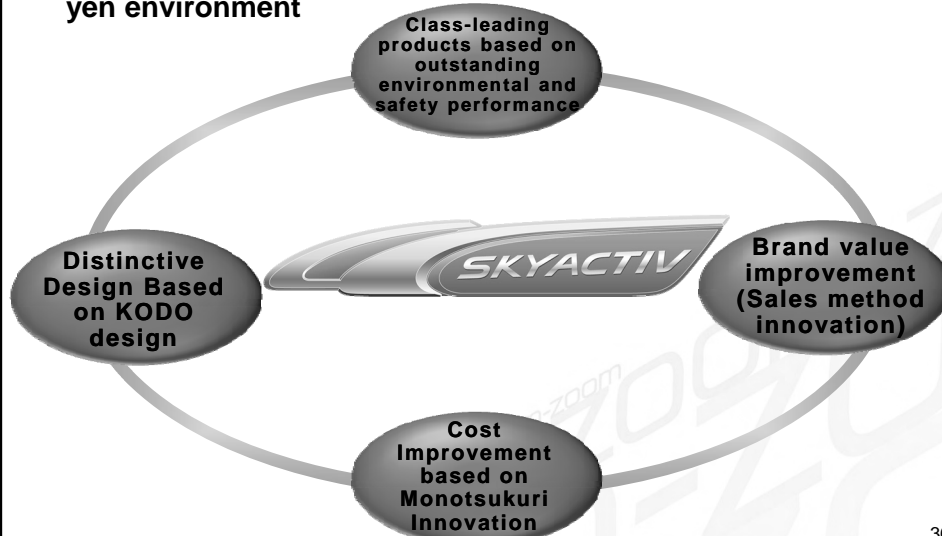 yen environment
Class-leading
products based on
outstanding
environmental and
safety performance
Distinctive
Design Based
on KODO
design
SKYACTIV
Brand value
improvement
(Sales method
innovation)
Cost
Improvement
based on
Monotsukuri
Innovation